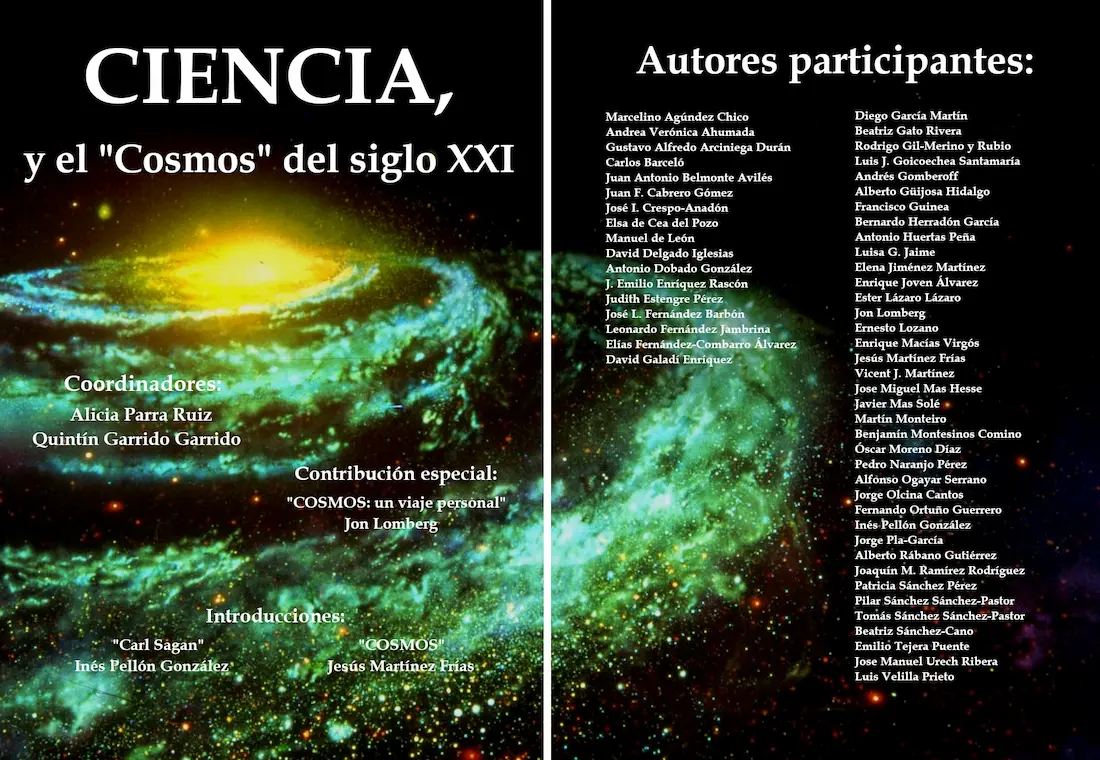 CIENCIA,
y el "Cosmos" del siglo XXI
Coordinadores:
Alicia Parra Ruiz
Quintín Garrido Garrido
Contribución especial:
"COSMOS: un viaje personal"
Jon Lomberg
Introducciones:
"Carl Sagan"
Inés Pellón González
"COSMOS"
Jesús Martínez Frías
Autores participantes:
Marcelino Agúndez Chico
Andrea Verónica Ahumada
Gustavo Alfredo Arciniega Durán
Carlos Barceló
Juan Antonio Belmonte Avilés
Juan F. Cabrero Gómez
José I. Crespo-Anadón
Elsa de Cea del Pozo
Manuel de León
David Delgado Iglesias
Antonio Dobado González
J. Emilio Enríquez Rascón
Judith Estengre Pérez
José L. Fernández Barbón
Leonardo Fernández Jambrina
Elías Fernández-Combarro Álvarez
David Galadí Enríquez
Diego García Martín
Beatriz Gato Rivera
Rodrigo Gil-Merino y Rubio
Luis J. Goicoechea Santamaría
Andrés Gomberoff
Alberto Güijosa Hidalgo
Francisco Guinea
Bernardo Herradón García
Antonio Huertas Peña
Luisa G. Jaime
Elena Jiménez Martínez
Enrique Joven Álvarez
Ester Lázaro Lázaro
Jon Lomberg
Ernesto Lozano
Enrique Macías Virgós
Jesús Martínez Frías
Vicent J. Martínez
Jose Miguel Mas Hesse
Javier Mas Solé
Martín Monteiro
Benjamín Montesinos Comino
Óscar Moreno Díaz
Pedro Naranjo Pérez
Alfonso Ogayar Serrano
Jorge Olcina Cantos
Fernando Ortuño Guerrero
Inés Pellón González
Jorge Pla-García
Alberto Rábano Gutiérrez
Joaquín M. Ramírez Rodríguez
Patricia Sánchez Pérez
Pilar Sánchez Sánchez-Pastor
Tomás Sánchez Sánchez-Pastor
Beatriz Sánchez-Cano
Emilio Tejera Puente
Jose Manuel Urech Ribera
Luis Velilla Prieto